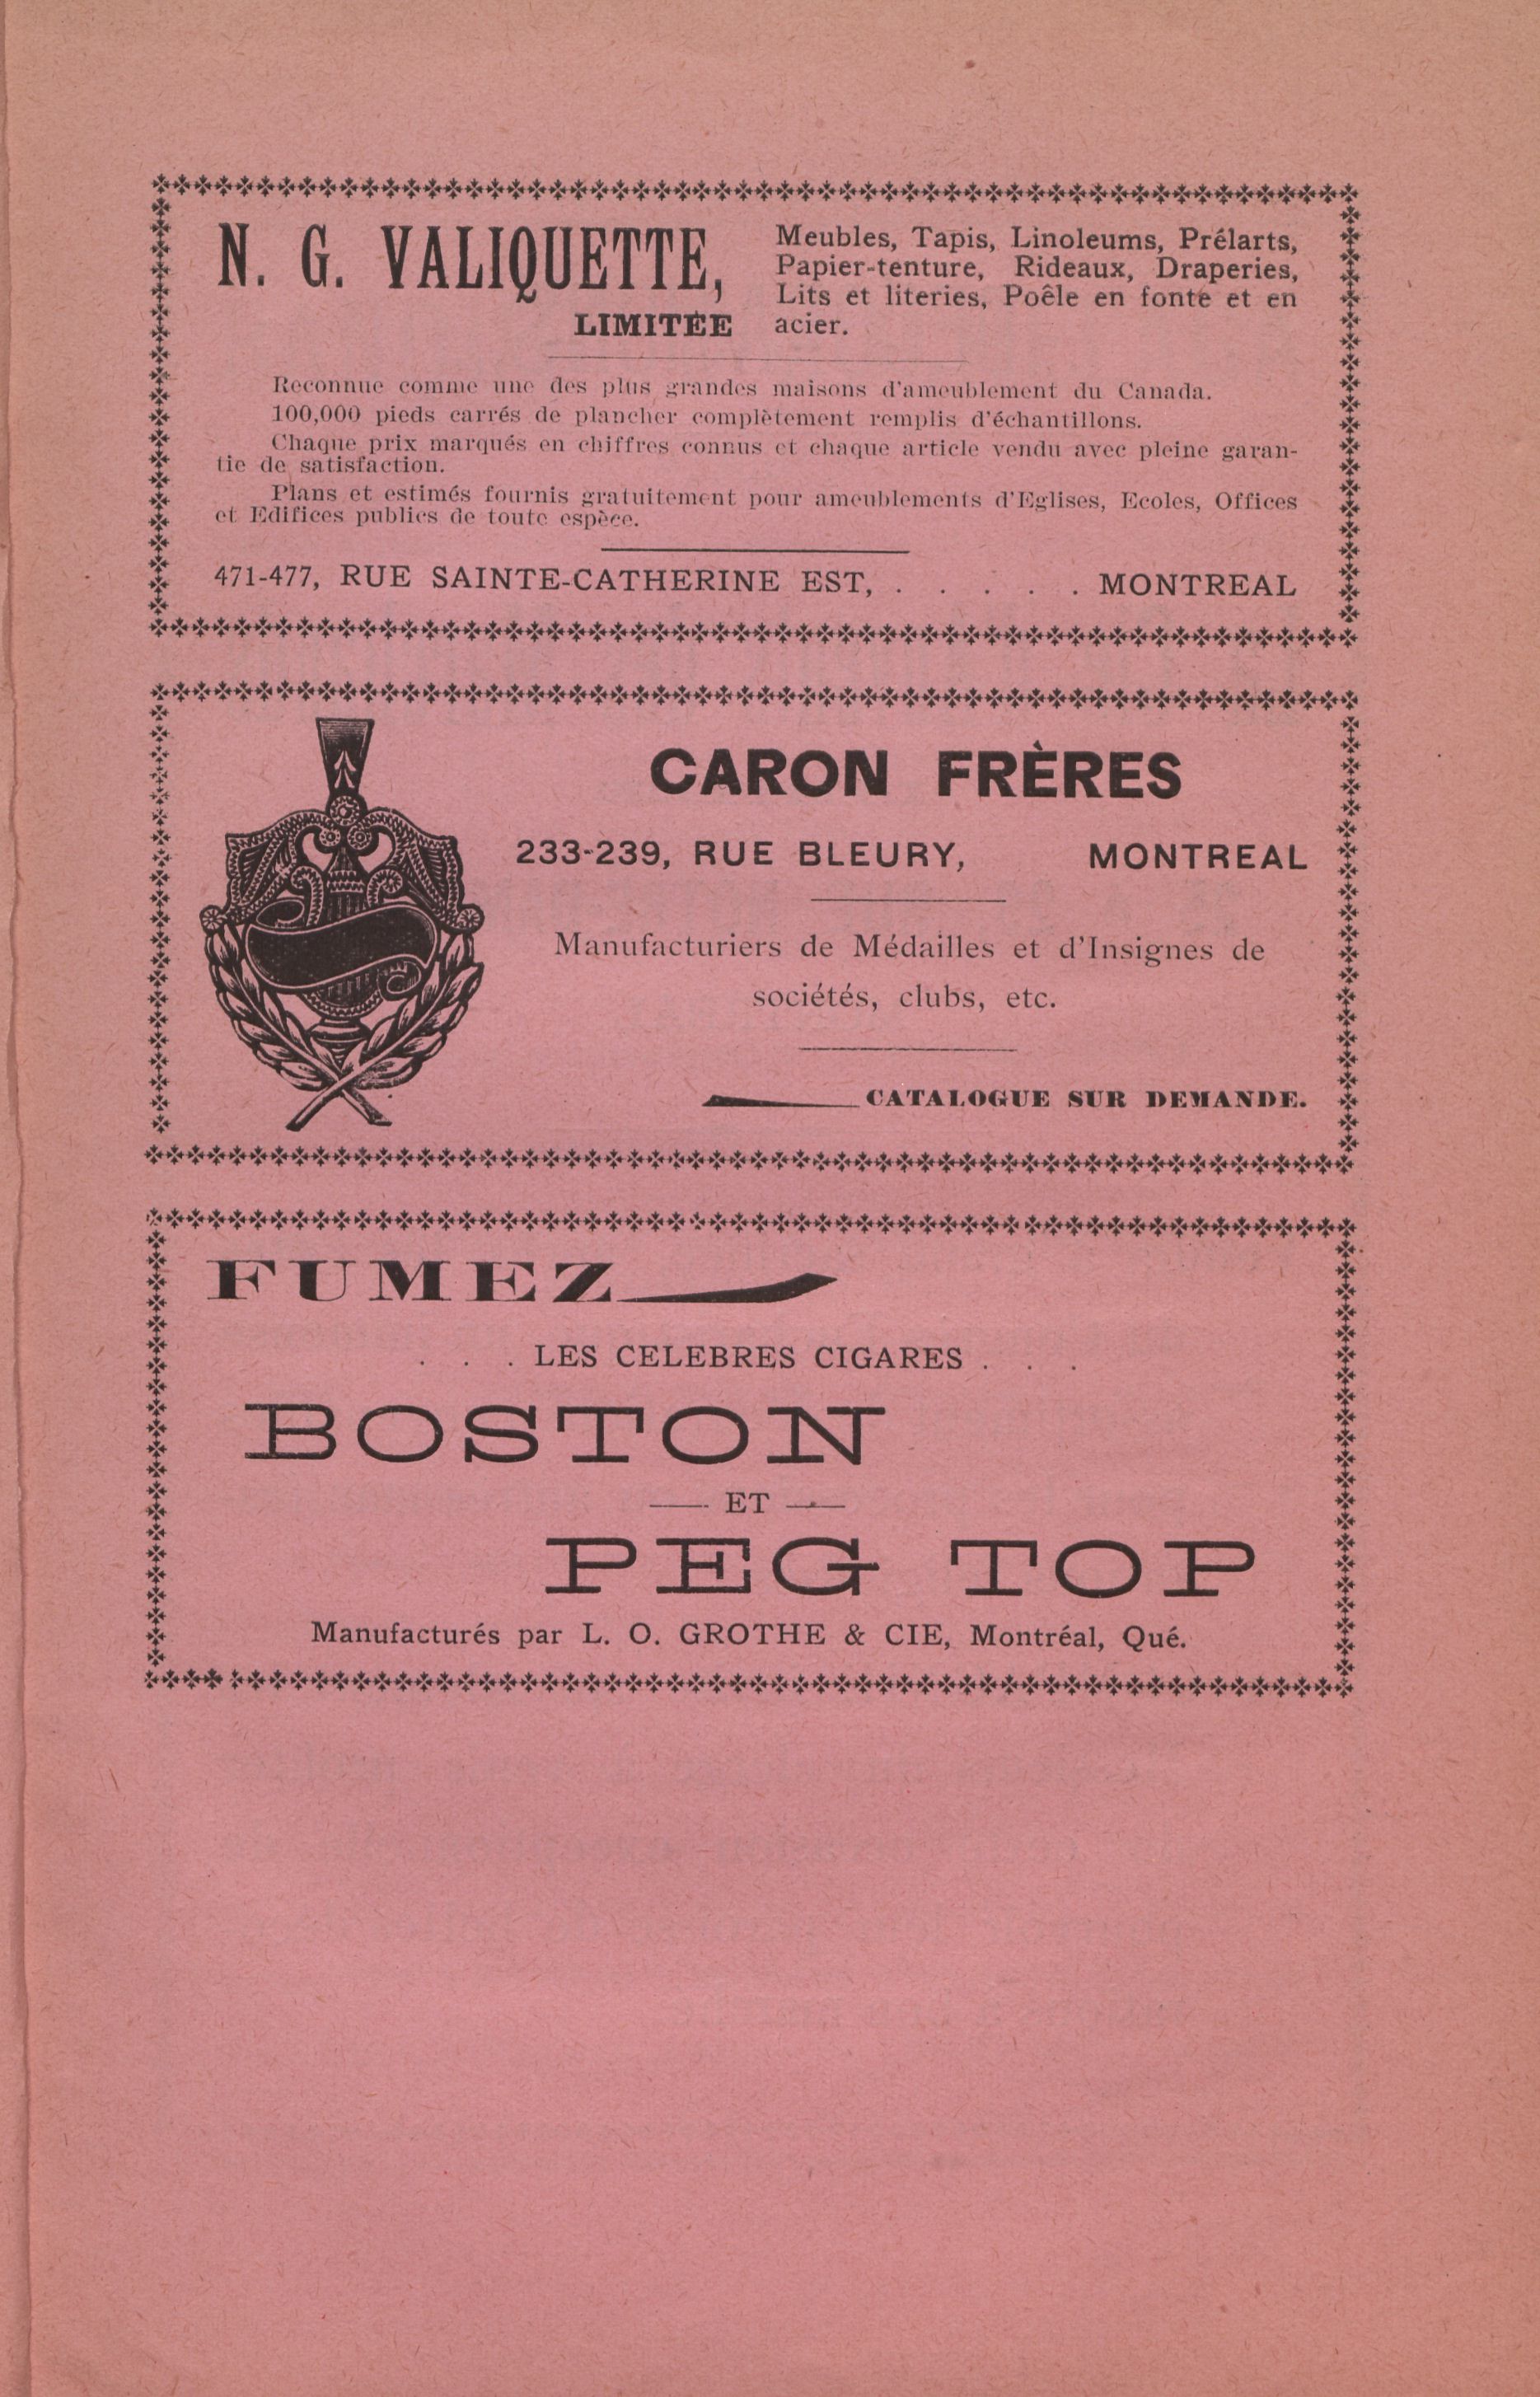 N. G. VALIQUETTE,
LIMITÉE
Meubles, Tapis, Linoleums, Prélarts,
Papier-tenture, Rideaux, Draperies,
Lits et literies, Poêle en fonte et en
acier.
Reconnue comme une des plus grandes maisons d'ameublement du Canada.
100,000 pieds carrés de plancher complètement remplis d'échantillons.
Chaque prix marqués en chiffres connus et chaque article vendu avec pleine garan-
tie de satisfaction.
Plans et estimés fournis gratuitement pour ameublements d'Eglises, Ecoles, Offices
et Edifices publics de toute espèce.
471-477, RUE SAINTE-CATHERINE EST, . . . . . MONTREAL
CARON FRÈRES
233-239, RUE BLEURY, MONTREAL
Manufacturiers de Médailles et d'Insignes de
sociétés, clubs, etc.
CATALOGUE SUR DEMANDE.
FUMEZ
. . . LES CELEBRES CIGARES . . .
BOSTON
— ET —
PEG TOP
Manufacturés par L. O. GROTHE & CIE, Montréal, Qué.